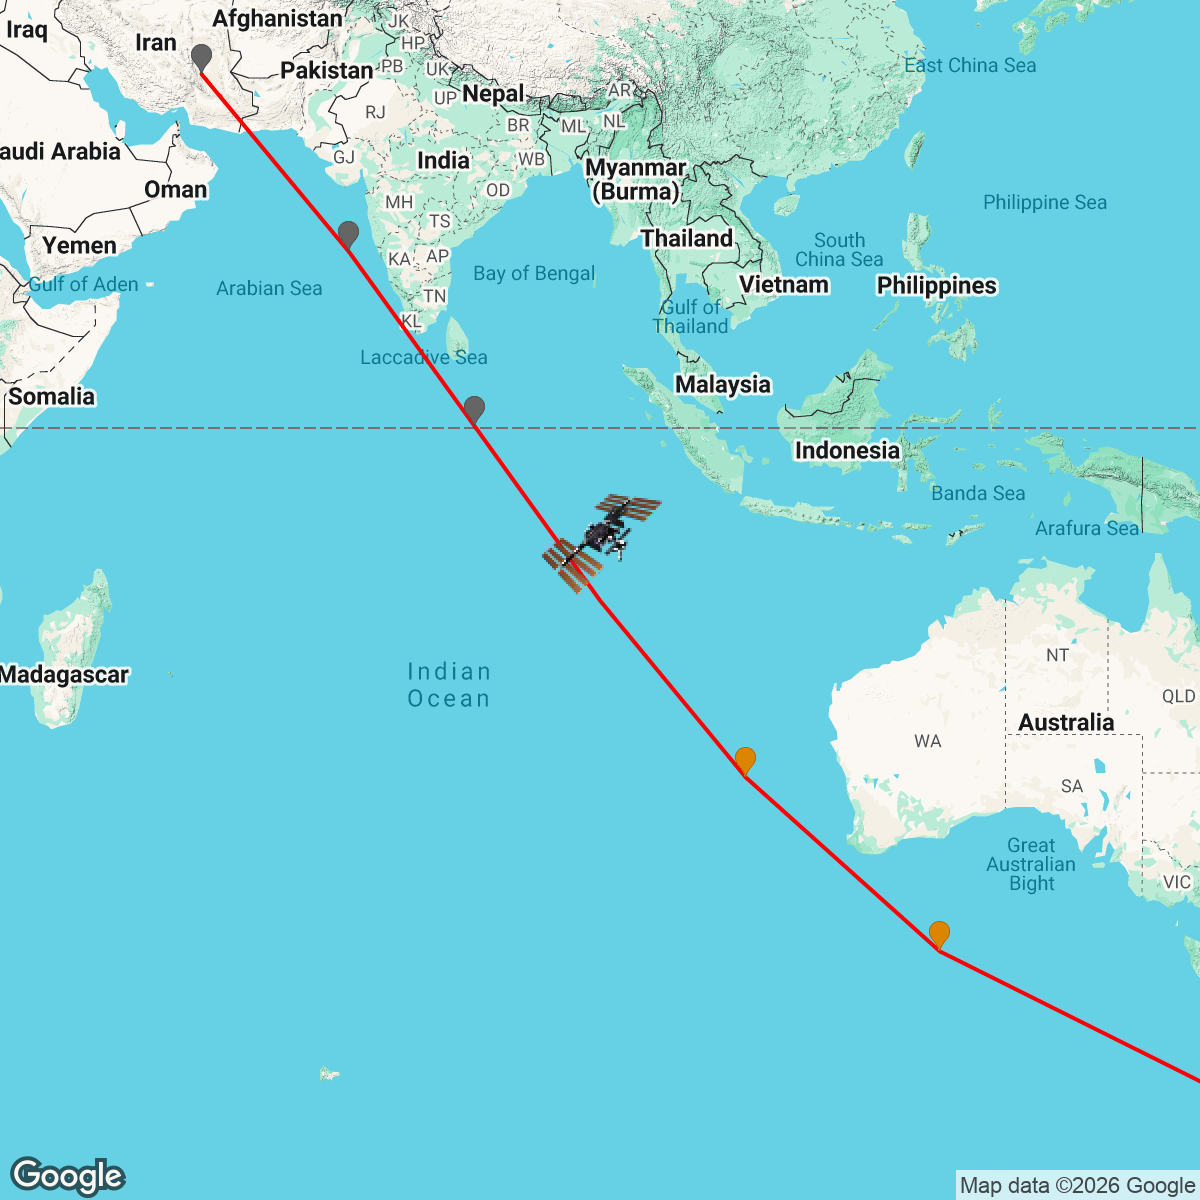 Afghanistan
JK
Iraq
Iran
HP
PB
UK
Pakistan
East China Sea
UP
Nepal
AR
RJ
BR
ML
NL
audi Arabia
GJ
India
WB
Myanmar
(Burma)
Oman
OD
MH
Philippine Sea
TS
Yemen
Thailand
South
China Sea
KA
AP
Bay of Bengal
Gulf of Aden
Arabian Sea
Vietnam
Philippines
TN
Gulf of
Thailand
KL
Laccadive Sea
Malaysia
Somalia
Indonesia
Banda Sea
Arafura Sea
Madagascar
Indian
Ocean
NT
QLD
Australia
WA
SA
Great
Australian
Bight
VIC
Google
Map data ©2026 Google